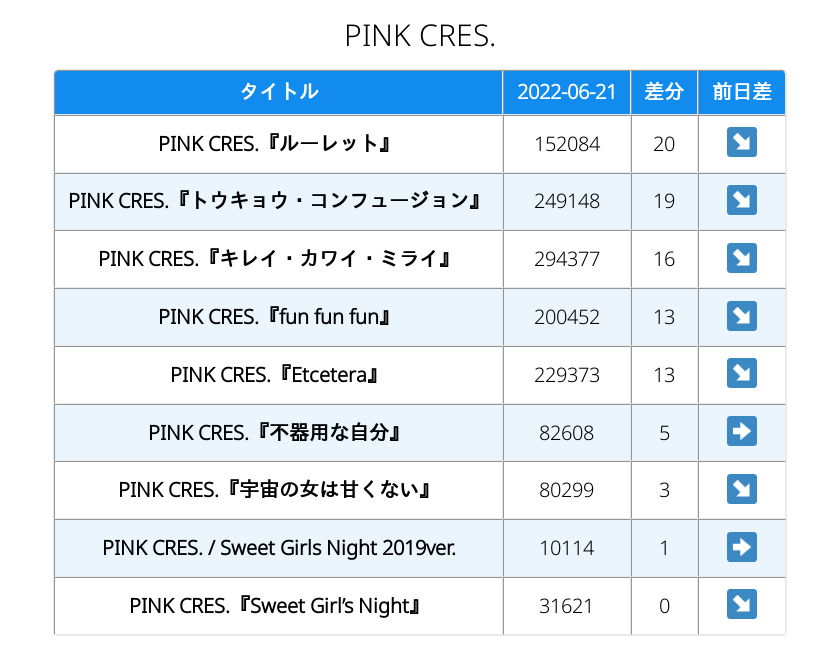 PINK CRES.
タイトル 2022-06-21 差分 前日差
PINK CRES.『ルーレット』 152084 20 ↘
PINK CRES.『トウキョウ・コンフュージョン』 249148 19 ↘
PINK CRES.『キレイ・カワイ・ミライ』 294377 16 ↘
PINK CRES.『fun fun fun』 200452 13 ↘
PINK CRES.『Etcetera』 229373 13 ↘
PINK CRES.『不器用な自分』 82608 5 ➡
PINK CRES.『宇宙の女は甘くない』 80299 3 ↘
PINK CRES. / Sweet Girls Night 2019ver. 10114 1 ➡
PINK CRES.『Sweet Girl’s Night』 31621 0 ↘